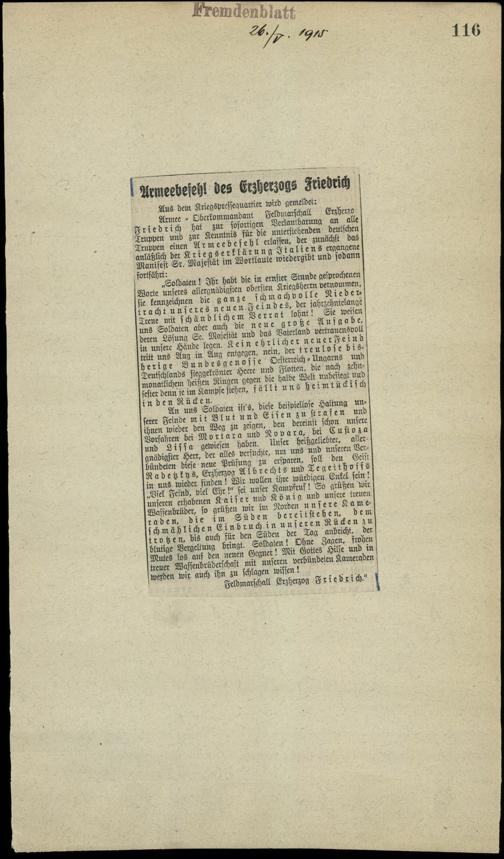 Fremdenblatt
26./V. 1915
116
Armeebefehl des Erzherzogs Friedrich
Aus dem Kriegspressequartier wird gemeldet:
Armee-Oberkommandant Feldmarschall Erzherzo
Friedrich hat zur sofortigen Verlautbarung an alle
Truppen und zur Kenntnis für die unterstehenden deutschen
Truppen einen Armeebefehl erlassen, der zunächst das
anläßlich der Kriegserklärung Italiens ergangene
Manifest Sr. Majestät im Wortlaute wiedergibt und sodann
fortfährt:
„Soldaten! Ihr habt die in ernster Stunde gesprochenen
Worte unseres allergnädigsten obersten Kriegsherrn vernommen,
sie kennzeichnen die ganze schmachvolle Nieder-
tracht unseres neuen Feindes, der jahrzehntelange
Treue mit schändlichem Verrat lohnt! Sie weisen
uns Soldaten aber auch die neue große Aufgabe,
deren Lösung Se. Majestät und das Vaterland vertrauensvoll
in unsere Hände legen. Kein ehrlicher neuer Feind
tritt uns Aug in Aug entgegen, nein, der treulose bis-
herige Bundesgenosse Oesterreich-Ungarns und
Deutschlands sieggekrönter Heere und Flotten, die nach zehn-
monatlichem heißen Ringen gegen die halbe Welt unbesiegt und
fester denn je im Kampfe stehen, fällt uns heimtückisch
in den Rücken.
An uns Soldaten ist's, diese beispiellose Haltung un-
serer Feinde mit Blut und Eisen zu strafen und
ihnen wieder den Weg zu zeigen, den dereinst schon unsere
Vorfahren bei Mortara und Novara, bei Custoza
und Lissa gewiesen haben. Unser heißgeliebter, aller-
gnädigster Herr, der alles versuchte, um uns und unseren Ver-
bündeten diese neue Prüfung zu ersparen, soll den Geist
Radetzkys, Erzherzog Albrechts und Tegetthoffs
in uns wieder finden! Wir wollen ihre würdigen Enkel sein!
„Viel Feind, viel Ehr!" sei unser Kampfruf! So grüßen wir
unseren erhabenen Kaiser und König und unsere treuen
Waffenbrüder, so grüßen wir im Norden unsere Kame-
raden, die im Süden bereitstehen, dem
schmählichen Einbruch in unseren Rücken zu
trotzen, bis auch für den Süden der Tag anbricht, der
blutige Vergeltung bringt. Soldaten! Ohne Zagen, frohen
Mutes los auf den neuen Gegner! Mit Gottes Hilfe und in
treuer Waffenbrüderschaft mit unseren verbündeten Kameraden
werden wir auch ihn zu schlagen wissen!
Feldmarschall Erzherzog Friedrich."